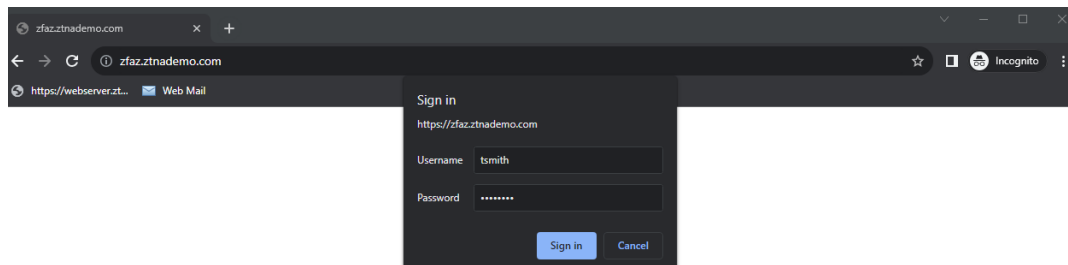 zfaz.ztnademo.com
zfaz.ztnademo.com
Incognito
https://webserver.zt...
Web Mail
Sign in
https://zfaz.ztnademo.com
Username tsmith
Password ••••••••
Sign in Cancel